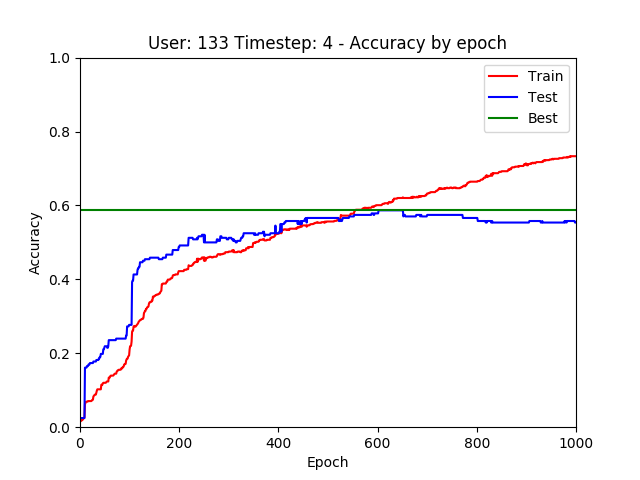 User: 133 Timestep: 4 - Accuracy by epoch
1.0
0.8
0.6
0.4
0.2
0.0
Accuracy
Train
Test
Best
0 200 400 600 800 1000
Epoch